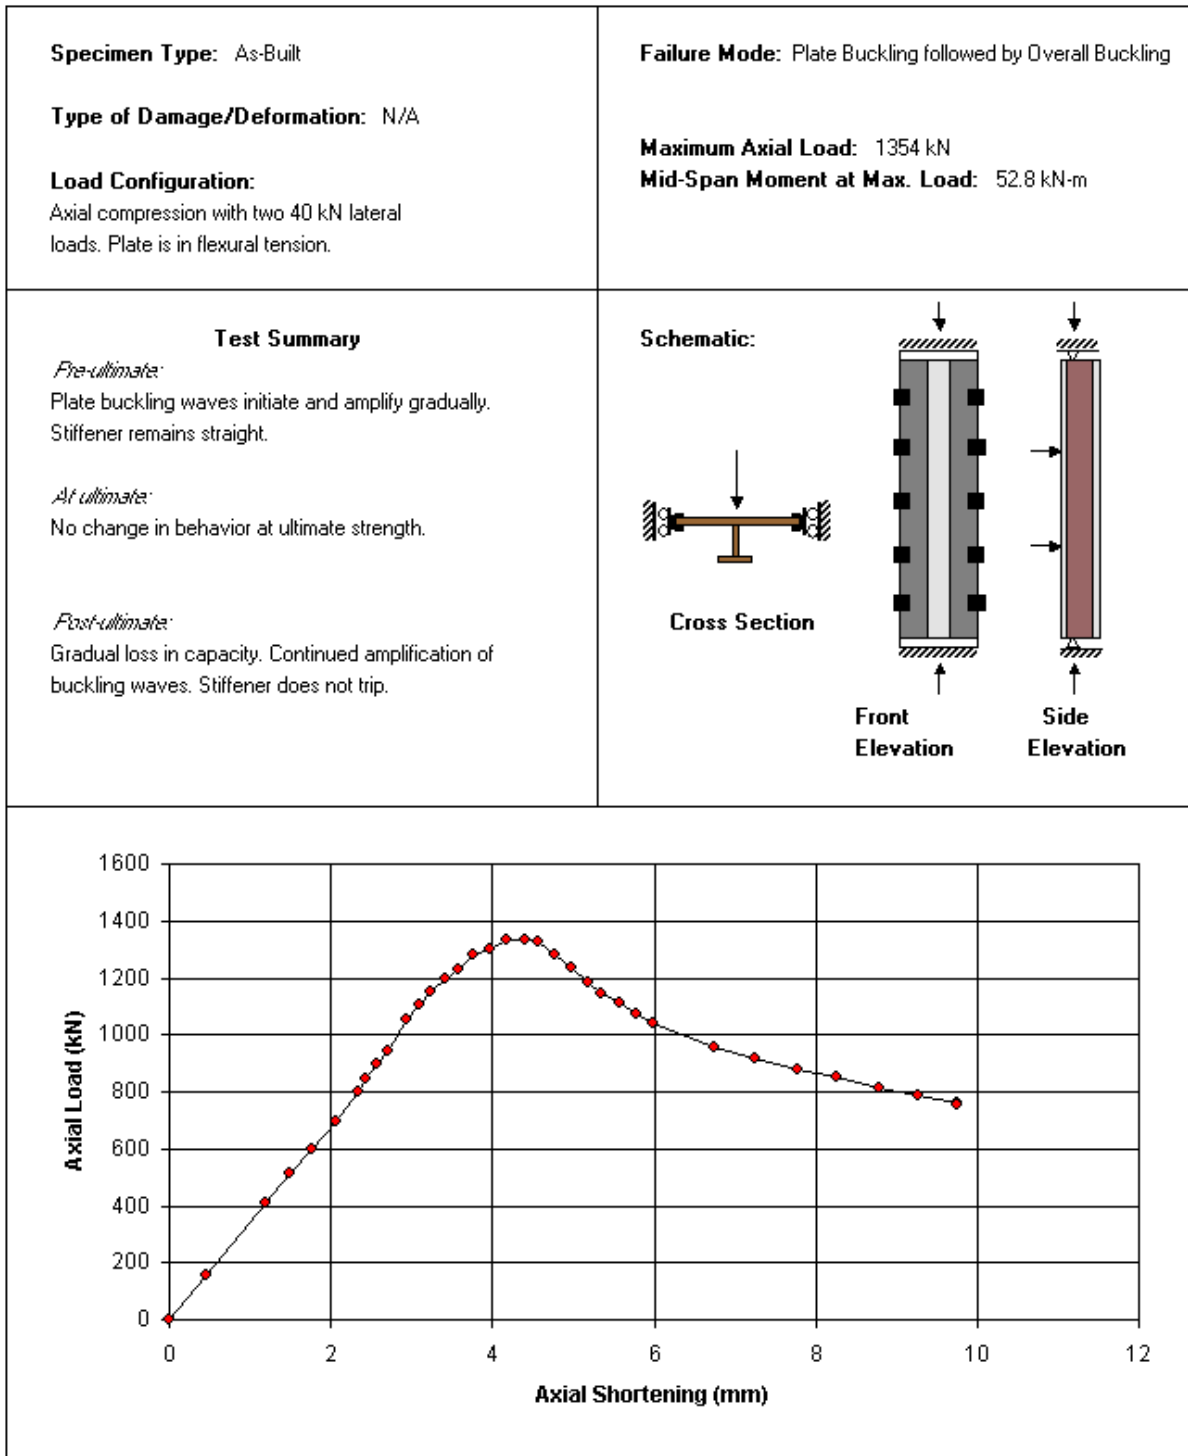 Specimen Type: As-Built
Type of Damage/Deformation: N/A
Load Configuration:
Axial compression with two 40 kN lateral
loads. Plate is in flexural tension.
Failure Mode: Plate Buckling followed by Overall Buckling
Maximum Axial Load: 1354 kN
Mid-Span Moment at Max. Load: 52.8 kN-m
Test Summary
Pre-ultimate:
Plate buckling waves initiate and amplify gradually.
Stiffener remains straight.
At ultimate:
No change in behavior at ultimate strength.
Post-ultimate:
Gradual loss in capacity. Continued amplification of
buckling waves. Stiffener does not trip.
Schematic:
Cross Section
Front
Elevation
Side
Elevation
1600
1400
1200
1000
800
600
400
200
0
Axial Load (kN)
0 2 4 6 8 10 12
Axial Shortening (mm)